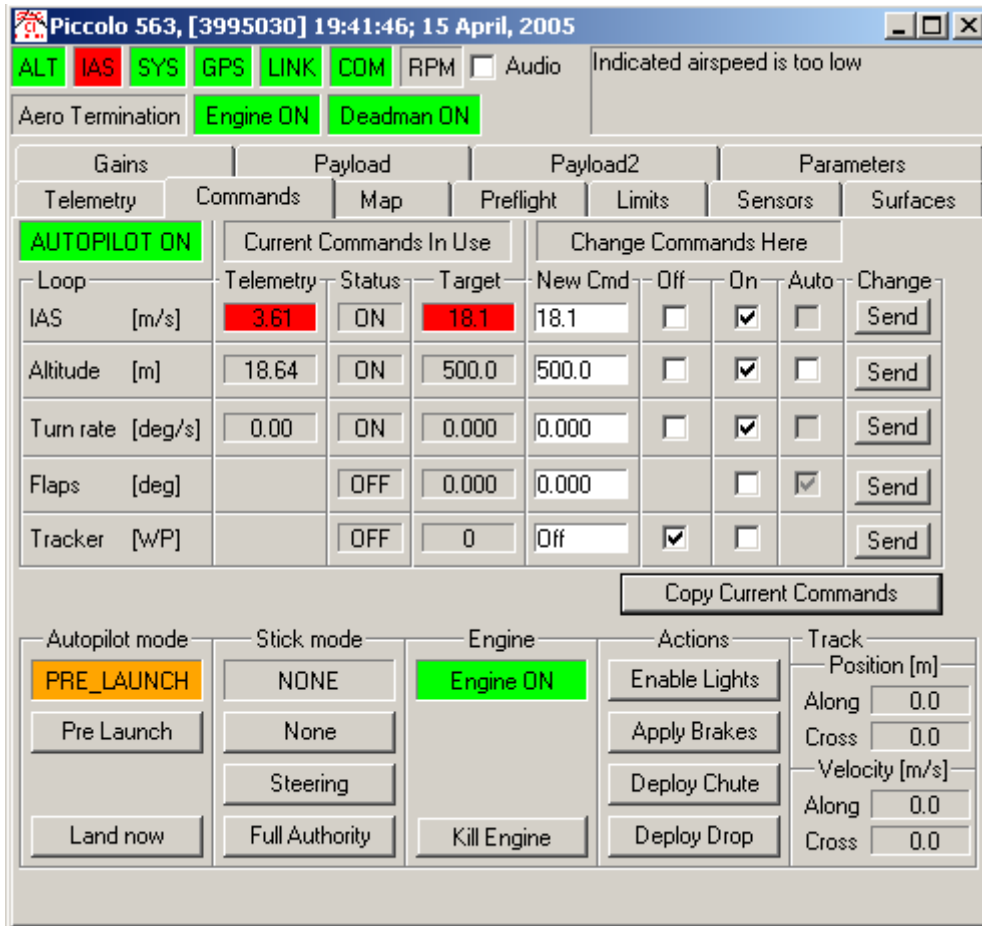 Piccolo 563, [3995030] 19:41:46; 15 April, 2005
ALT IAS SYS GPS LINK COM RPM Audio Indicated airspeed is too low
Aero Termination Engine ON Deadman ON
Gains Payload Payload2 Parameters
Telemetry Commands Map Preflight Limits Sensors Surfaces
AUTOPILOT ON Current Commands In Use Change Commands Here
Loop Telemetry Status Target New Cmd Off On Auto Change
IAS [m/s] 3.61 ON 18.1 18.1 Send
Altitude [m] 18.64 ON 500.0 500.0 Send
Turn rate [deg/s] 0.00 ON 0.000 0.000 Send
Flaps [deg] OFF 0.000 0.000 Send
Tracker [WP] OFF 0 Off Send
Copy Current Commands
Autopilot mode Stick mode Engine Actions Track
Position [m]
PRE_LAUNCH NONE Engine ON Enable Lights Along 0.0
Pre Launch None Apply Brakes Cross 0.0
Velocity [m/s]
Steering Deploy Chute Along 0.0
Land now Full Authority Kill Engine Deploy Drop Cross 0.0